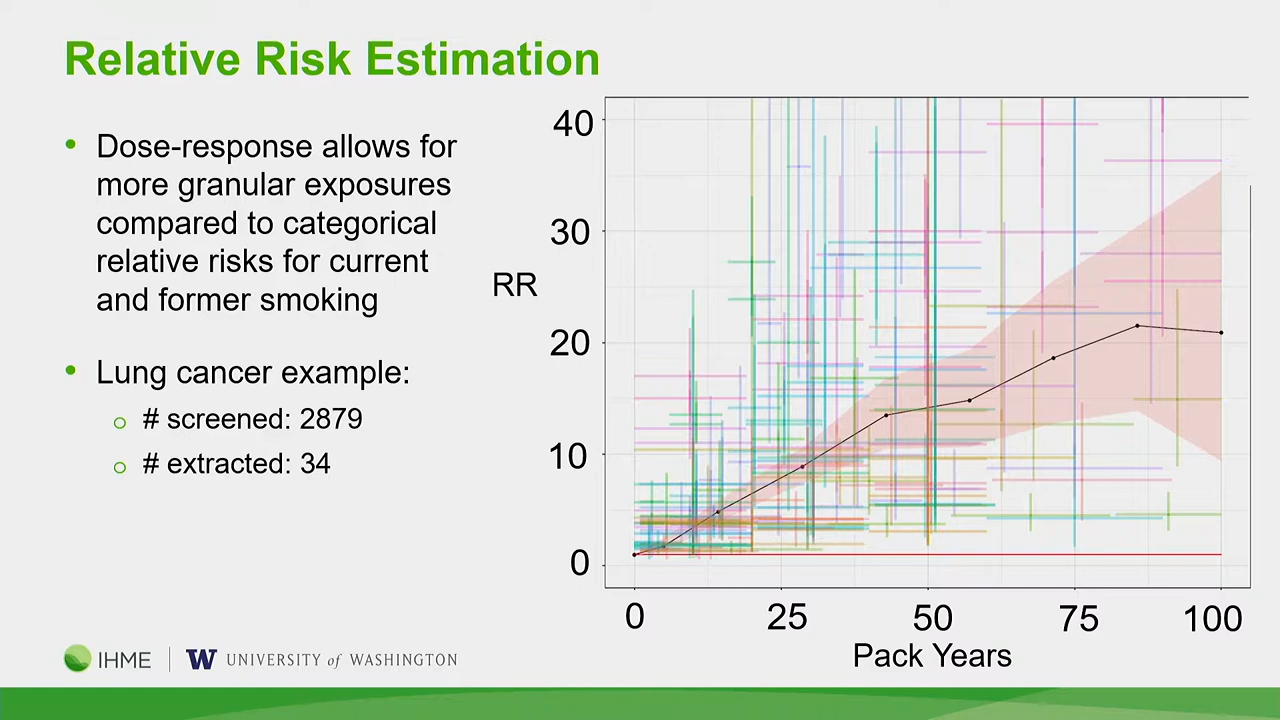 Relative Risk Estimation
• Dose-response allows for
more granular exposures
compared to categorical
relative risks for current
and former smoking
• Lung cancer example:
○ # screened: 2879
○ # extracted: 34
RR
40
30
20
10
0
0 25 50 75 100
Pack Years
IHME | W UNIVERSITY of WASHINGTON